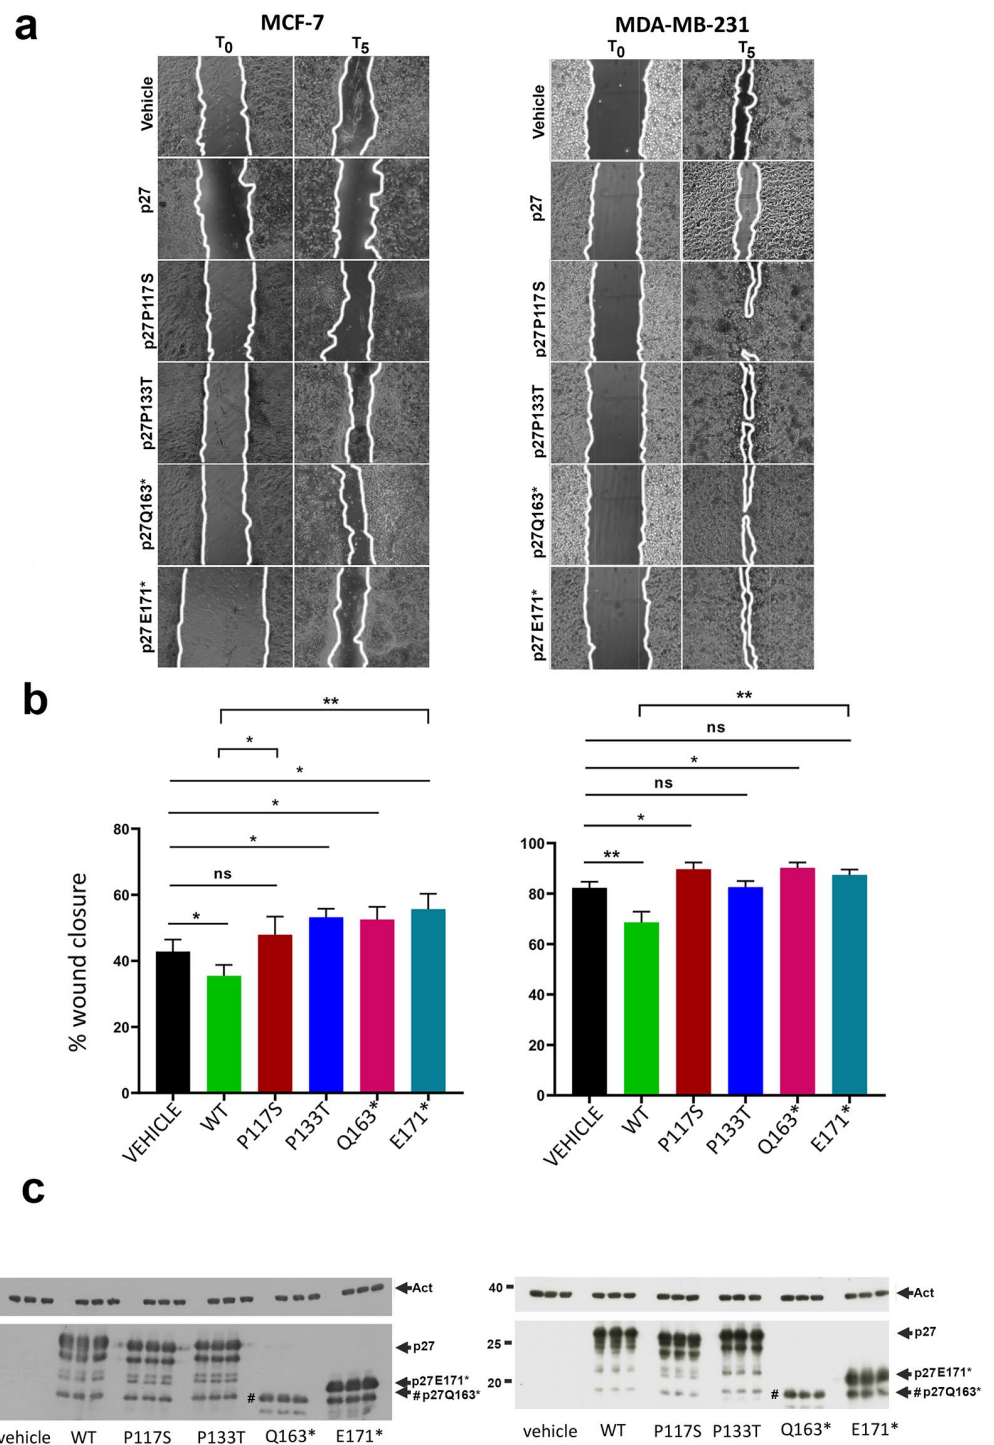 a
MCF-7
MDA-MB-231
T0 T5
T0 T5
Vehicle
p27
p27P117S
p27P133T
p27Q163*
p27E171*
Vehicle
p27
p27P117S
p27P133T
p27Q163*
p27E171*
b
**
*
*
*
*
ns
*
80
60
40
20
0
% wound closure
VEHICLE
WT
P117S
P133T
Q163*
E171*
**
ns
*
ns
*
**
100
80
60
40
20
0
VEHICLE
WT
P117S
P133T
Q163*
E171*
c
Act
p27
p27E171*
#p27Q163*
#
vehicle WT P117S P133T Q163* E171*
40
25
20
Act
p27
p27E171*
#p27Q163*
#
vehicle WT P117S P133T Q163* E171*